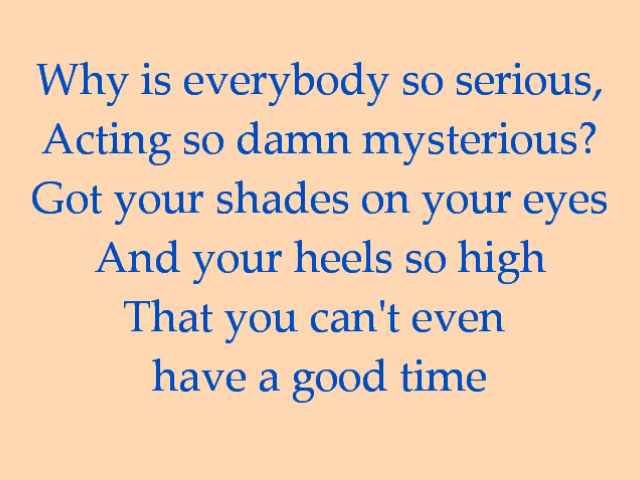 Why is everybody so serious,
Acting so damn mysterious?
Got your shades on your eyes
And your heels so high
That you can't even
have a good time